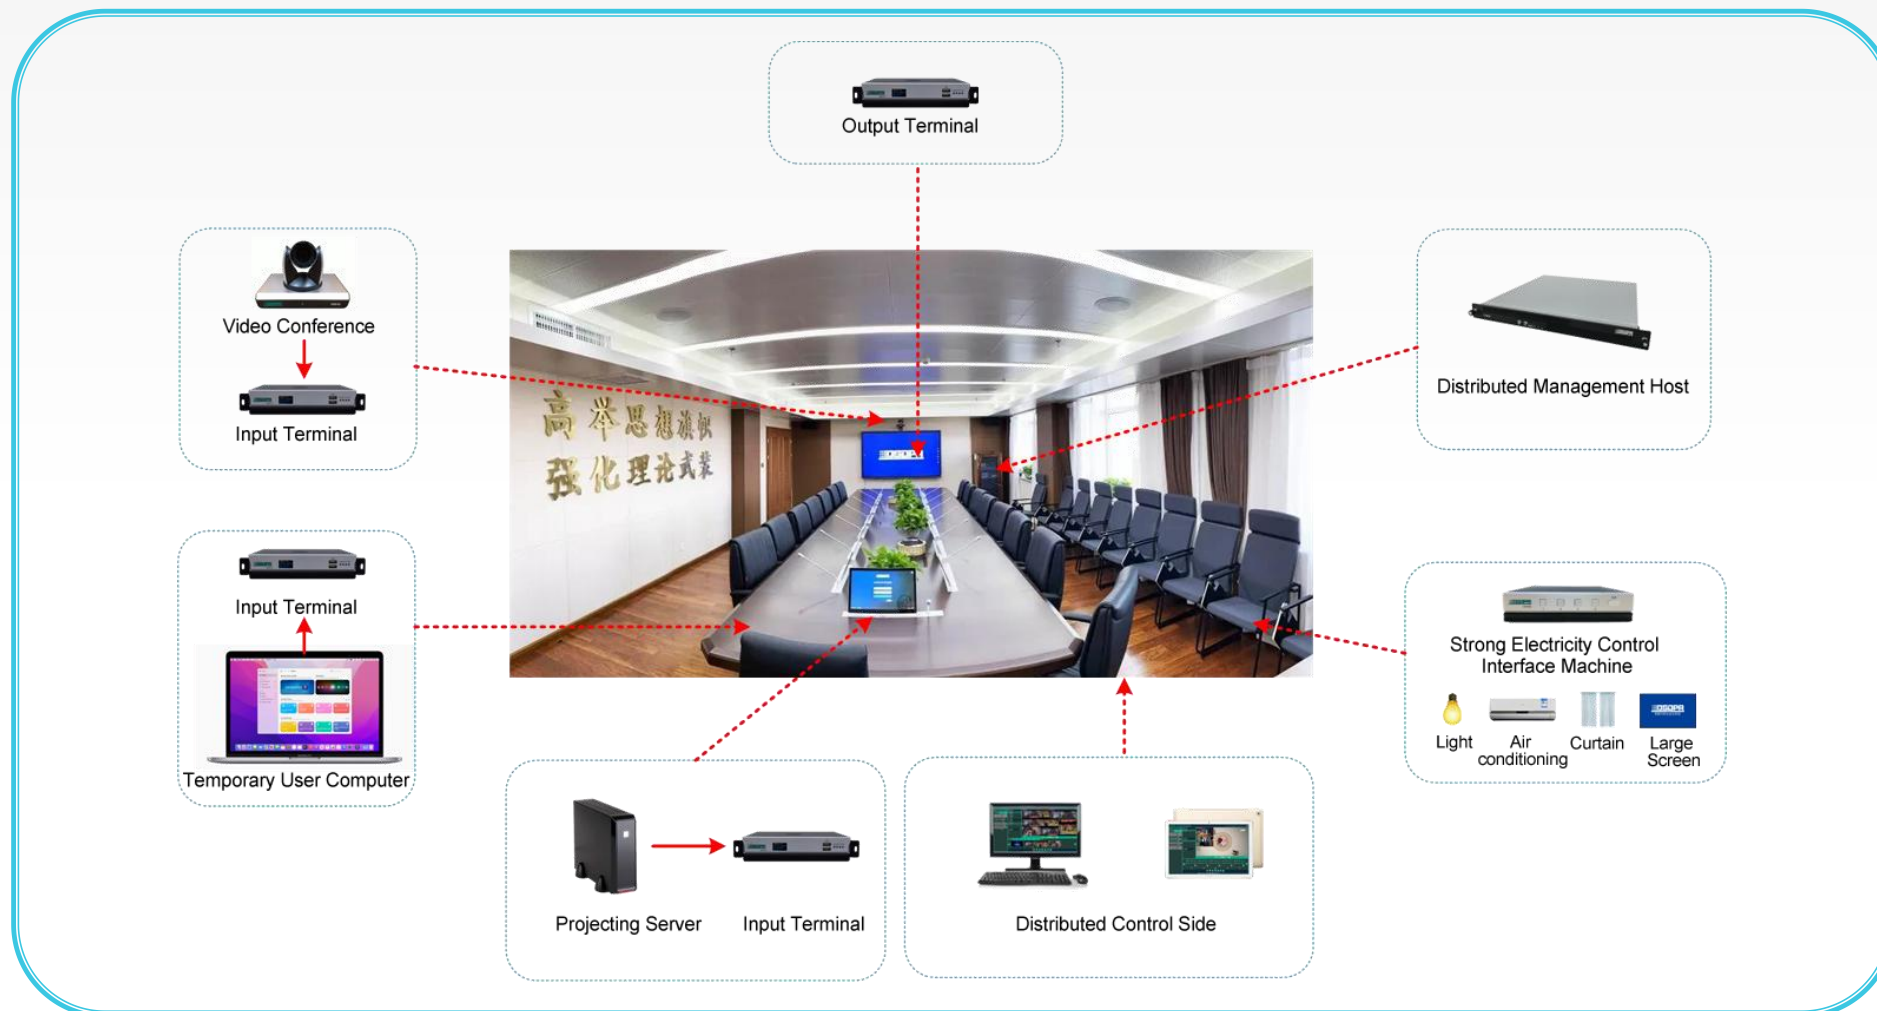 Output Terminal
Video Conference
Input Terminal
Distributed Management Host
高举思想旗帜
强化理论武装
Input Terminal
Temporary User Computer
Strong Electricity Control
Interface Machine
Light
Air
conditioning
Curtain
DSPPA
Large
Screen
Projecting Server
Input Terminal
Distributed Control Side